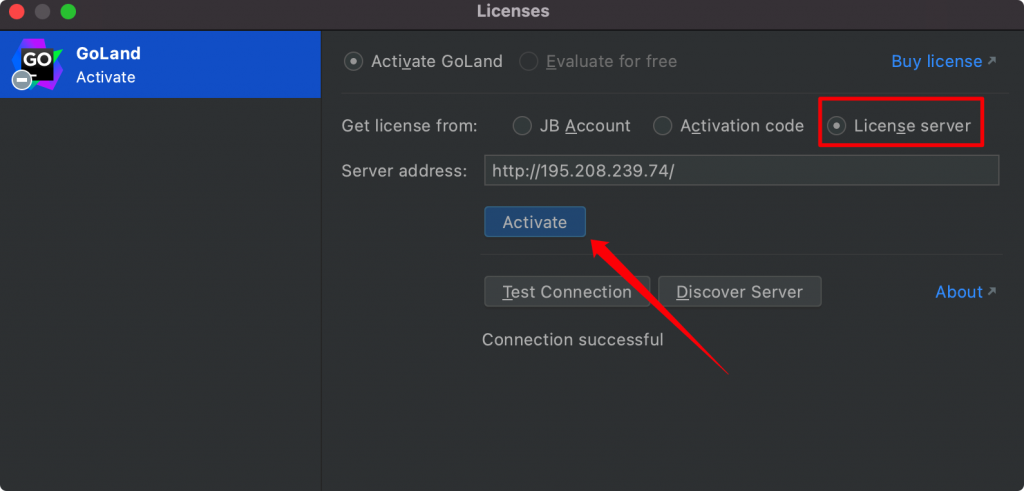 Licenses
GO
GoLand
Activate
Activate GoLand Evaluate for free Buy license
Get license from: JB Account Activation code License server
Server address: http://195.208.239.74/
Activate
Test Connection Discover Server About
Connection successful